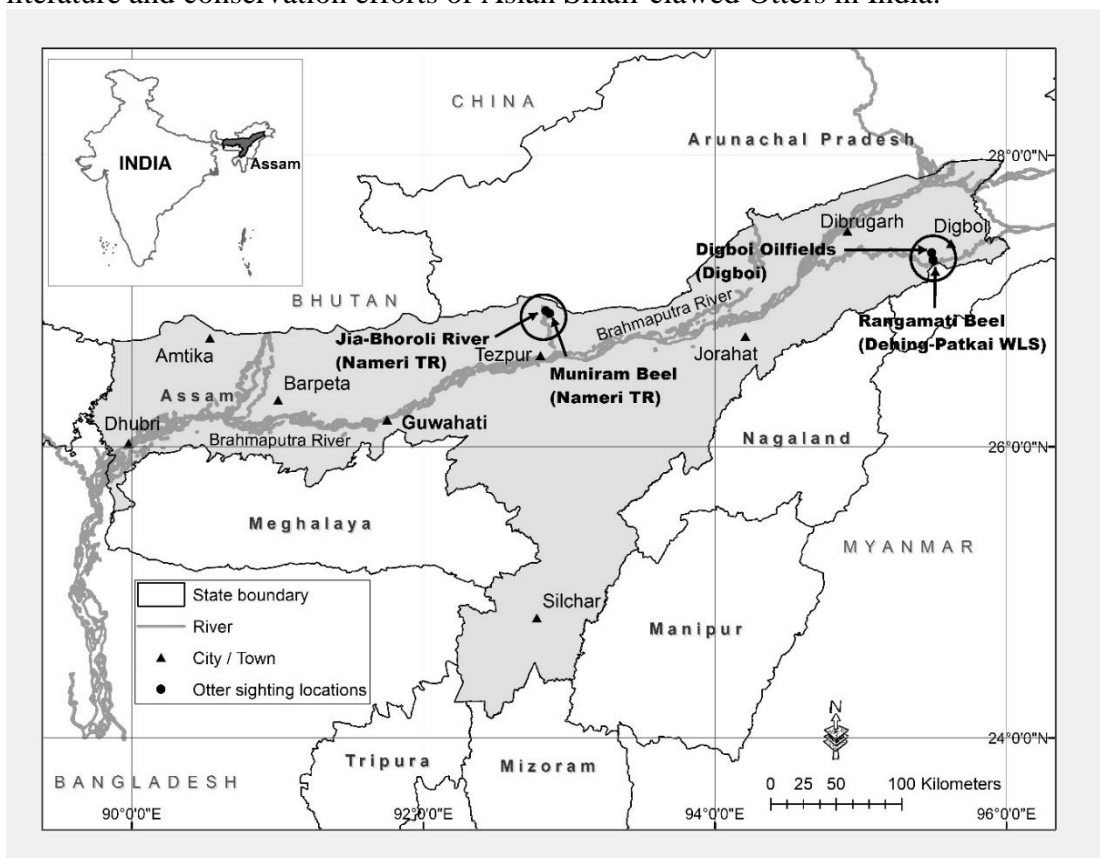 literature and conservation efforts of Asian Small-clawed Otters in India.
CHINA
INDIA
Assam
Arunachal Pradesh
28°0'0"N
Dibrugarh
Digboi
Digboi Oilfields
(Digboi)
BHUTAN
Brahmaputra River
Rangamati Beel
(Dehing-Patkai WLS)
Jia-Bhoroli River
(Nameri TR)
Tezpur
Jorahat
Amtika
Muniram Beel
(Nameri TR)
Barpeta
Assam
Dhubri
Guwahati
Brahmaputra River
Nagaland
26°0'0"N
Meghalaya
MYANMAR
State boundary
River
City / Town
Otter sighting locations
Silchar
Manipur
N
24°0'0"N
Tripura
Mizoram
BANGLADESH
0 25 50 100 Kilometers
90°0'0"E
92°0'0"E
94°0'0"E
96°0'0"E